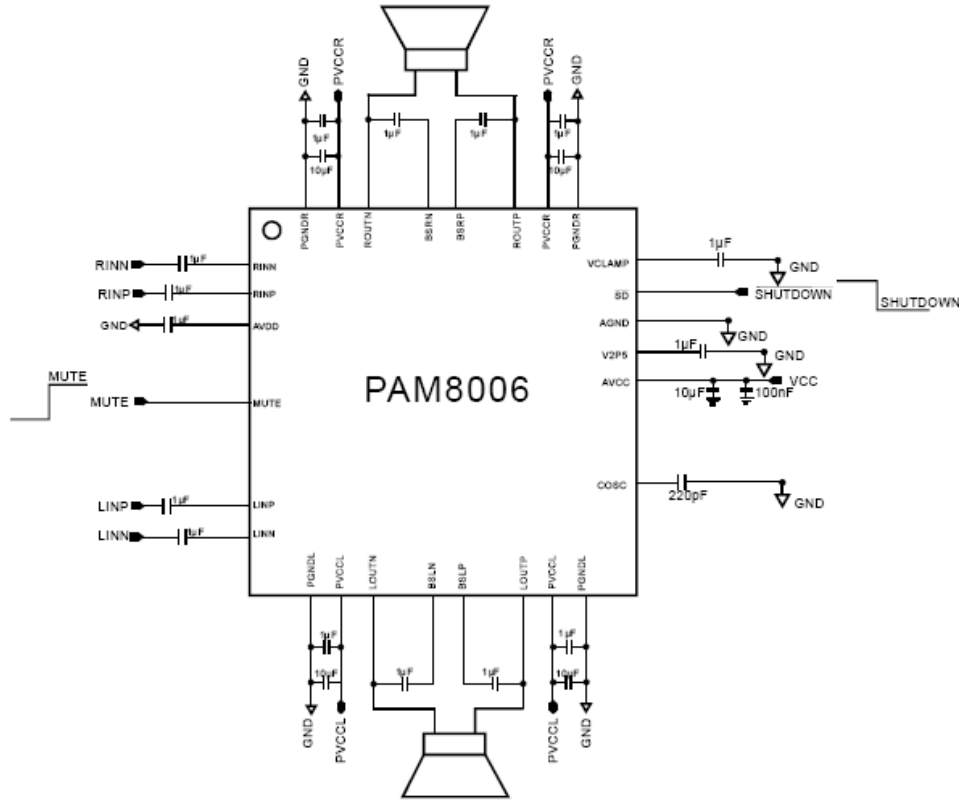 GND
PVCCR
PVCCR
GND
1µF
1µF
1µF
1µF
10µF
10µF
PGNDR
PVCCR
ROUTN
BSRN
BSRP
ROUTP
PVCCR
PGNDR
RINN
1µF
RINN
RINP
1µF
RINP
GND
1µF
AVDD
MUTE
MUTE
MUTE
LINP
1µF
LINP
LINN
1µF
LINN
PAM8006
VCLAMP
1µF
GND
SD
SHUTDOWN
SHUTDOWN
AGND
GND
V2P5
1µF
GND
AVCC
VCC
10µF
100nF
COSC
220pF
GND
PGNDL
PVCCL
LOUTN
BSLN
BSLP
LOUTP
PVCCL
PGNDL
1µF
1µF
10µF
1µF
1µF
10µF
GND
PVCCL
PVCCL
GND